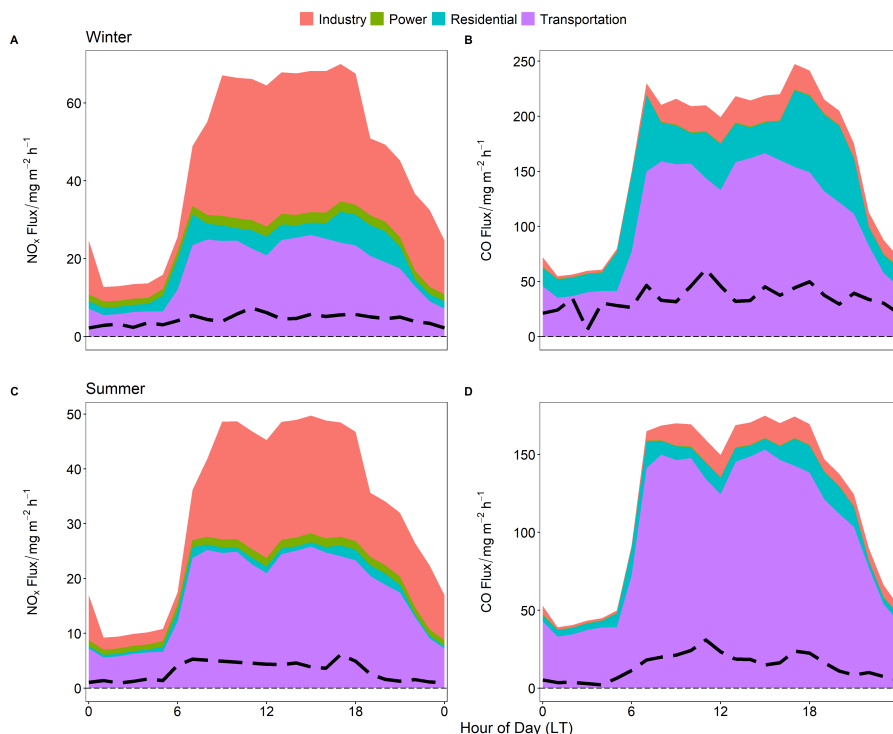 Industry Power Residential Transportation
A Winter B
NOx Flux/mg m−2 h−1
60
40
20
0
CO Flux/mg m−2 h−1
250
200
150
100
50
0
C Summer D
NOx Flux/mg m−2 h−1
50
40
30
20
10
0
0 6 12 18 0
CO Flux/mg m−2 h−1
150
100
50
0
0 6 12 18
Hour of Day (LT)